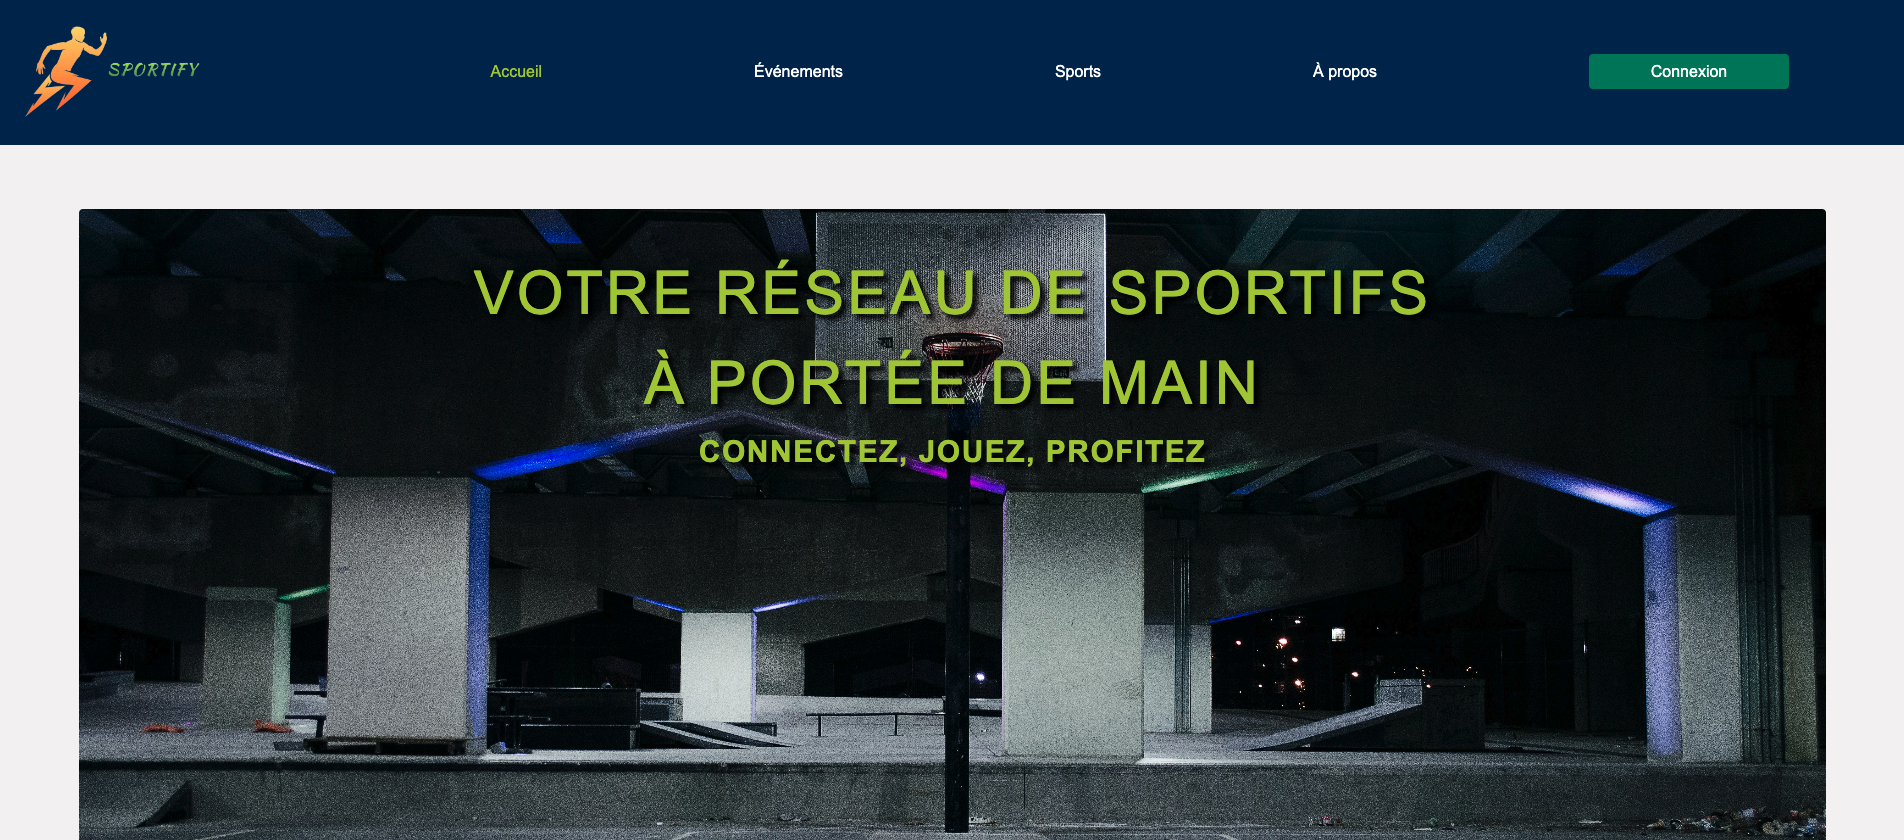 SPORTIFY
Accueil
Événements
Sports
À propos
Connexion
VOTRE RÉSEAU DE SPORTIFS
À PORTÉE DE MAIN
CONNECTEZ, JOUEZ, PROFITEZ